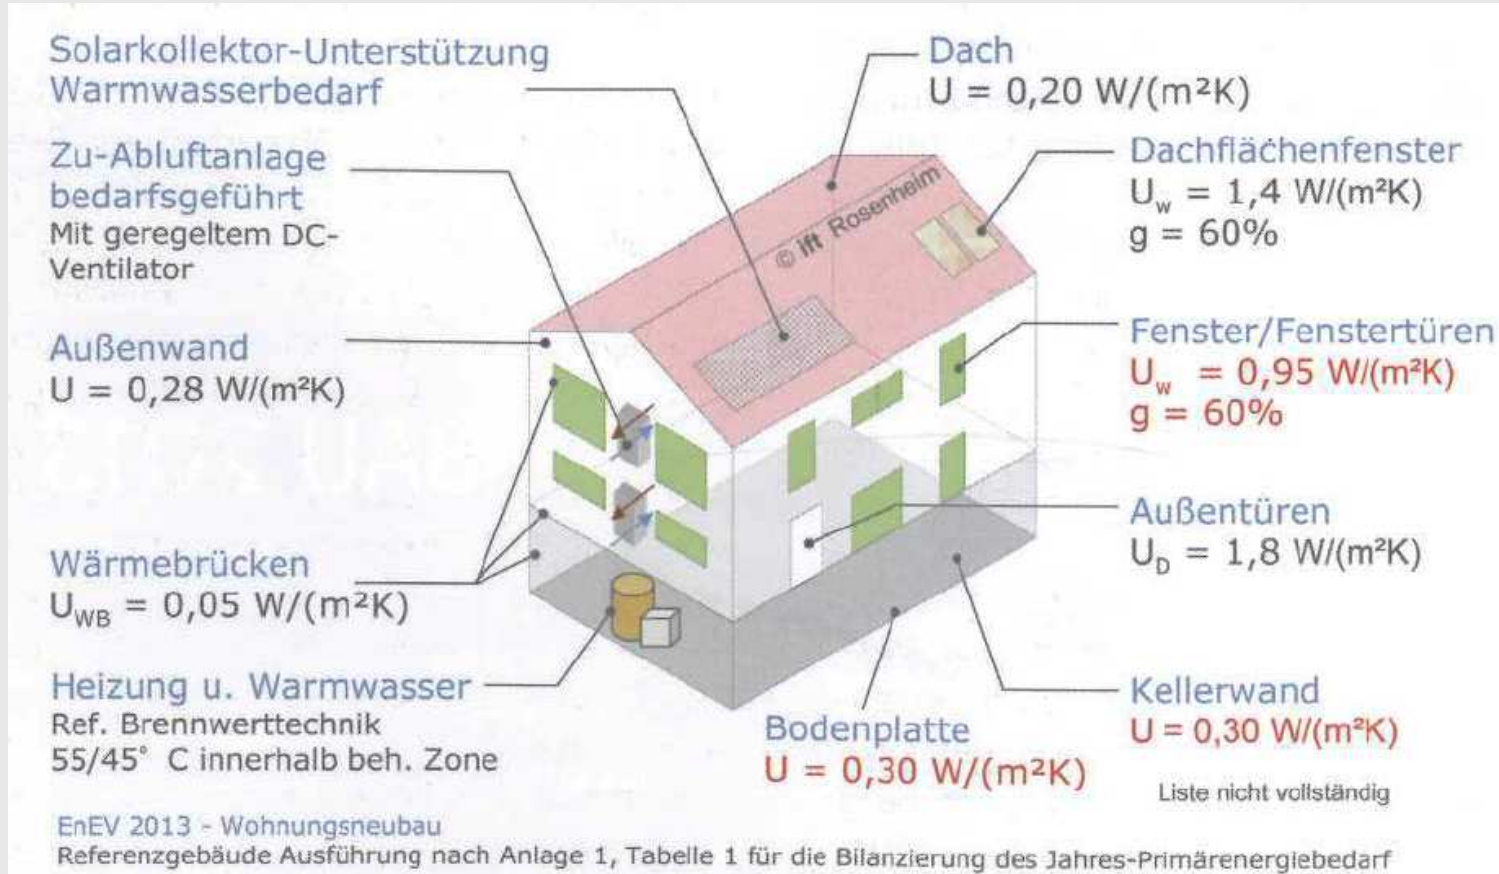 Solarkollektor-Unterstützung
Warmwasserbedarf
Zu-Abluftanlage
bedarfsgeführt
Mit geregeltem DC-
Ventilator
Außenwand
U = 0,28 W/(m²K)
Wärmebrücken
U_WB = 0,05 W/(m²K)
Heizung u. Warmwasser
Ref. Brennwerttechnik
55/45° C innerhalb beh. Zone
Dach
U = 0,20 W/(m²K)
Dachflächenfenster
U_w = 1,4 W/(m²K)
g = 60%
© ift Rosenheim
Fenster/Fenstertüren
U_w = 0,95 W/(m²K)
g = 60%
Außentüren
U_D = 1,8 W/(m²K)
Kellerwand
U = 0,30 W/(m²K)
Bodenplatte
U = 0,30 W/(m²K)
Liste nicht vollständig
EnEV 2013 - Wohnungsneubau
Referenzgebäude Ausführung nach Anlage 1, Tabelle 1 für die Bilanzierung des Jahres-Primärenergiebedarf